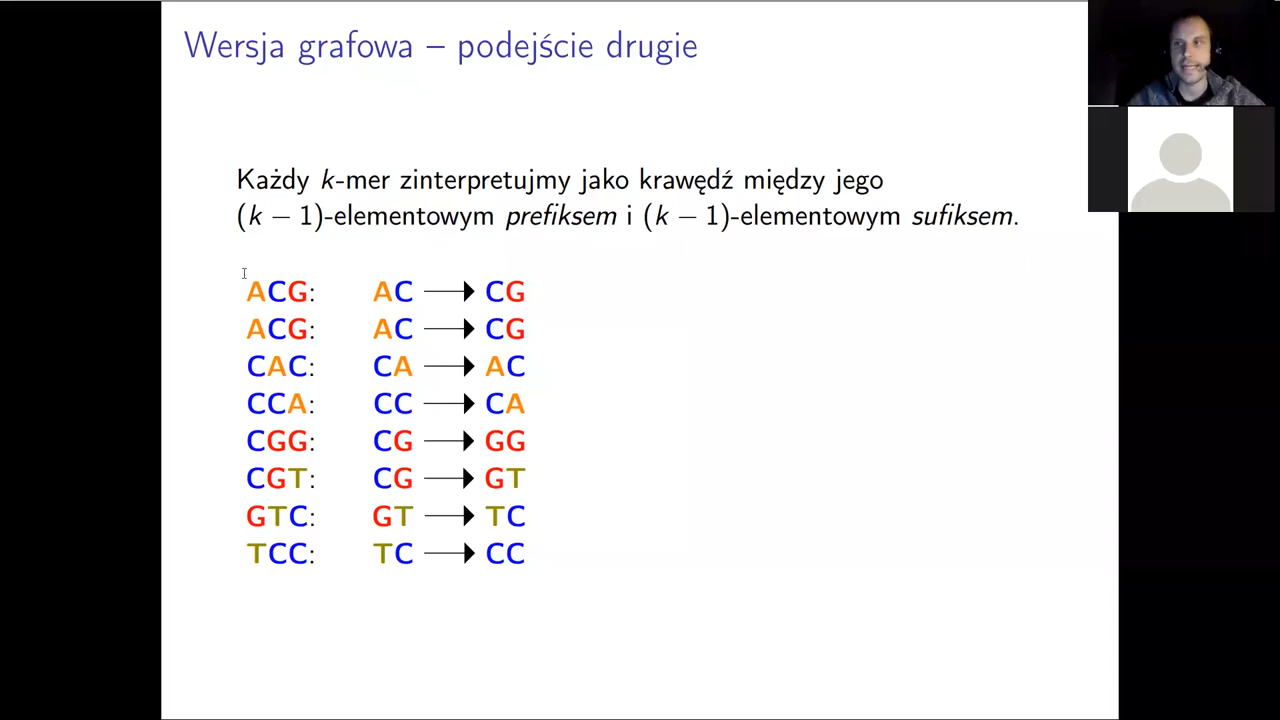 Wersja grafowa – podejście drugie
Każdy k-mer zinterpretujmy jako krawędź między jego
(k − 1)-elementowym prefiksem i (k − 1)-elementowym sufiksem.
ACG: AC → CG
ACG: AC → CG
CAC: CA → AC
CCA: CC → CA
CGG: CG → GG
CGT: CG → GT
GTC: GT → TC
TCC: TC → CC